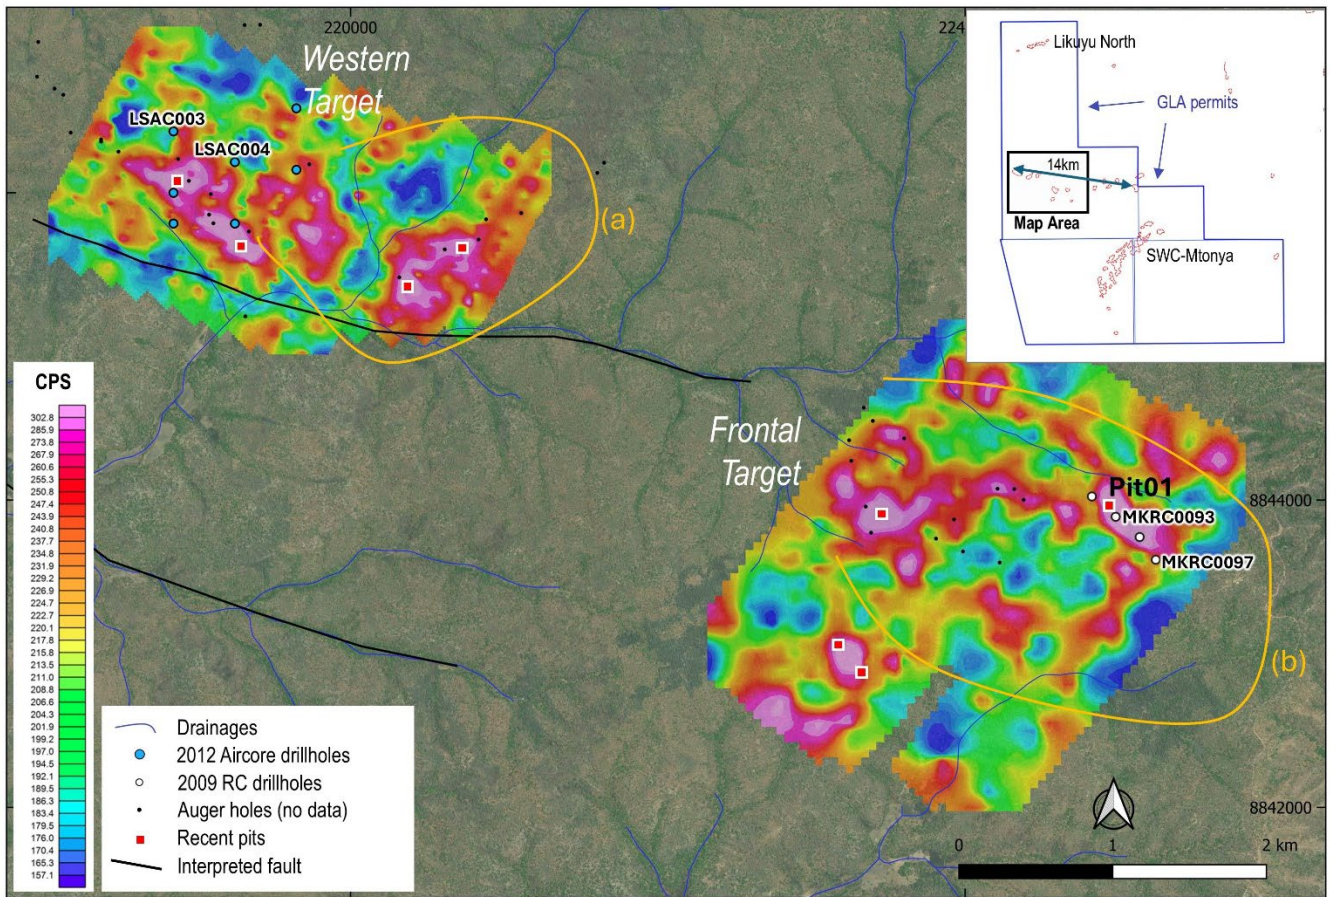 220000
224
Western
Target
LSAC003
LSAC004
(a)
Likuyu North
GLA permits
14km
Map Area
SWC-Mtonya
Frontal
Target
Pit01
8844000
MKRC0093
MKRC0097
(b)
CPS
302.8
285.9
273.8
267.9
260.6
255.3
250.8
247.4
243.9
240.8
237.7
234.7
231.9
229.2
226.9
224.7
222.7
220.1
217.8
215.8
213.5
211.0
208.8
206.6
204.3
201.9
199.2
197.0
194.5
192.1
189.5
186.3
183.4
179.5
176.0
170.4
165.3
157.1
Drainages
2012 Aircore drillholes
2009 RC drillholes
Auger holes (no data)
Recent pits
Interpreted fault
8842000
0 1 2 km